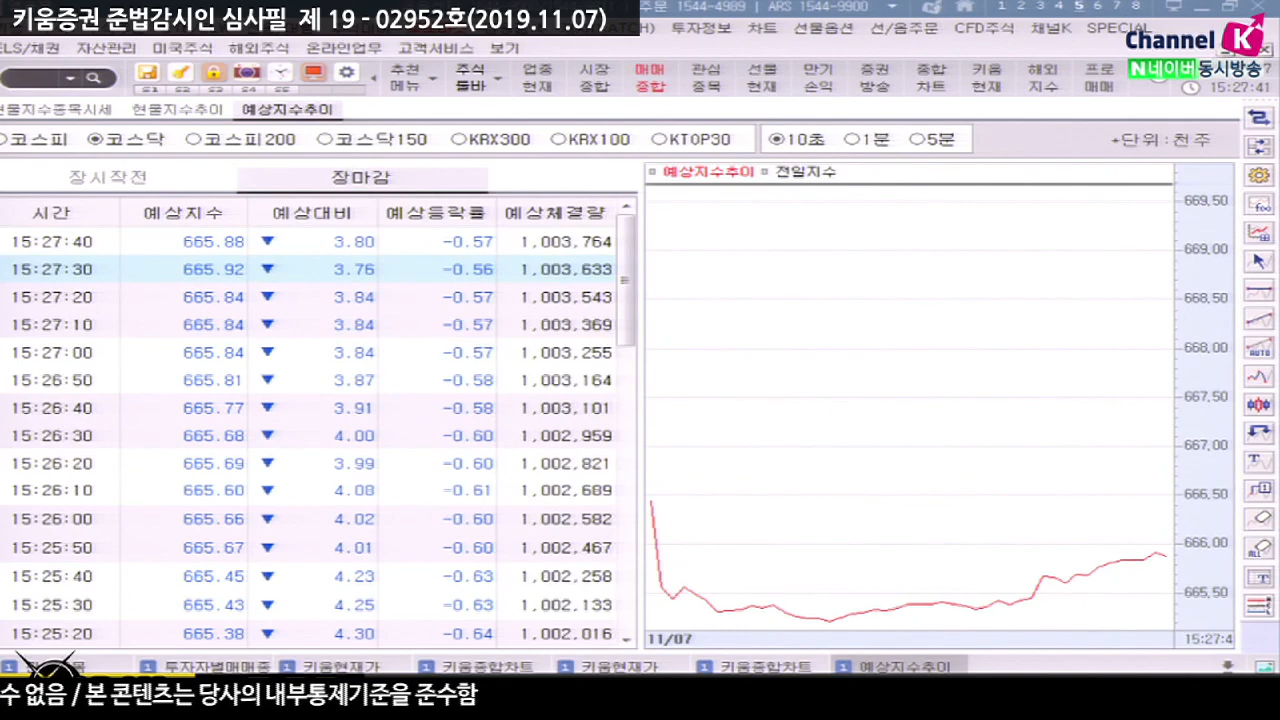 키움증권 준법감시인 심사필 제 19 - 02952호(2019.11.07)
주문 1544-4989 ARS 1544-9900 1 2 3 4 5 6 7 8
투자정보 차트 선물옵션 선/옵주문 CFD주식 채널K SPECIAL
ELS/채권 자산관리 미국주식 해외주식 온라인업무 고객서비스 보기
Channel K
N 네이버 동시방송
추천 주식 업종 시장 매매 관심 선물 만기 증권 종합 키움 해외 프로
메뉴 툴바 현재 종합 종합 종목 현재 손익 방송 차트 현재 지수 매매
15:27:41
현물지수종목시세 현물지수추이 예상지수추이
코스피 코스닥 코스피200 코스닥150 KRX300 KRX100 KTOP30 10초 1분 5분 +단위:천주
장시작전 장마감
시간 예상지수 예상대비 예상등락률 예상체결량
15:27:40 665.88 ▼ 3.80 -0.57 1,003,764
15:27:30 665.92 ▼ 3.76 -0.56 1,003,633
15:27:20 665.84 ▼ 3.84 -0.57 1,003,543
15:27:10 665.84 ▼ 3.84 -0.57 1,003,369
15:27:00 665.84 ▼ 3.84 -0.57 1,003,255
15:26:50 665.81 ▼ 3.87 -0.58 1,003,164
15:26:40 665.77 ▼ 3.91 -0.58 1,003,101
15:26:30 665.68 ▼ 4.00 -0.60 1,002,959
15:26:20 665.69 ▼ 3.99 -0.60 1,002,821
15:26:10 665.60 ▼ 4.08 -0.61 1,002,689
15:26:00 665.66 ▼ 4.02 -0.60 1,002,582
15:25:50 665.67 ▼ 4.01 -0.60 1,002,467
15:25:40 665.45 ▼ 4.23 -0.63 1,002,258
15:25:30 665.43 ▼ 4.25 -0.63 1,002,133
15:25:20 665.38 ▼ 4.30 -0.64 1,002,016
예상지수추이 전일지수
669,50
669,00
668,50
668,00
667,50
667,00
666,50
666,00
665,50
11/07 15:27:4
f(x)
AUTO
T
1
ALL
T
1 투자자별매매종 1 키움현재가 1 키움종합차트 1 키움현재가 1 키움종합차트 1 예상지수추이
수 없음 / 본 콘텐츠는 당사의 내부통제기준을 준수함